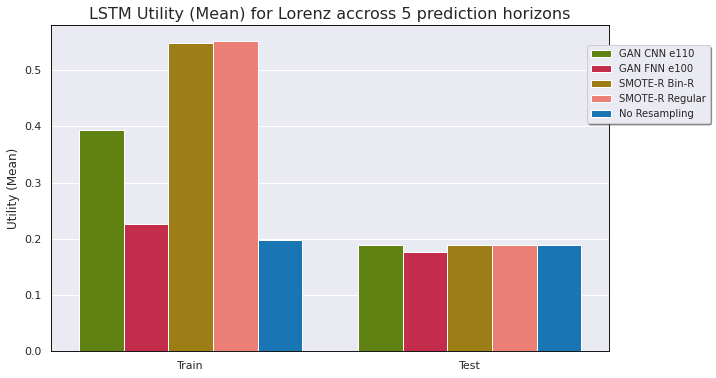 LSTM Utility (Mean) for Lorenz accross 5 prediction horizons
Utility (Mean)
0.5
0.4
0.3
0.2
0.1
0.0
Train
Test
GAN CNN e110
GAN FNN e100
SMOTE-R Bin-R
SMOTE-R Regular
No Resampling